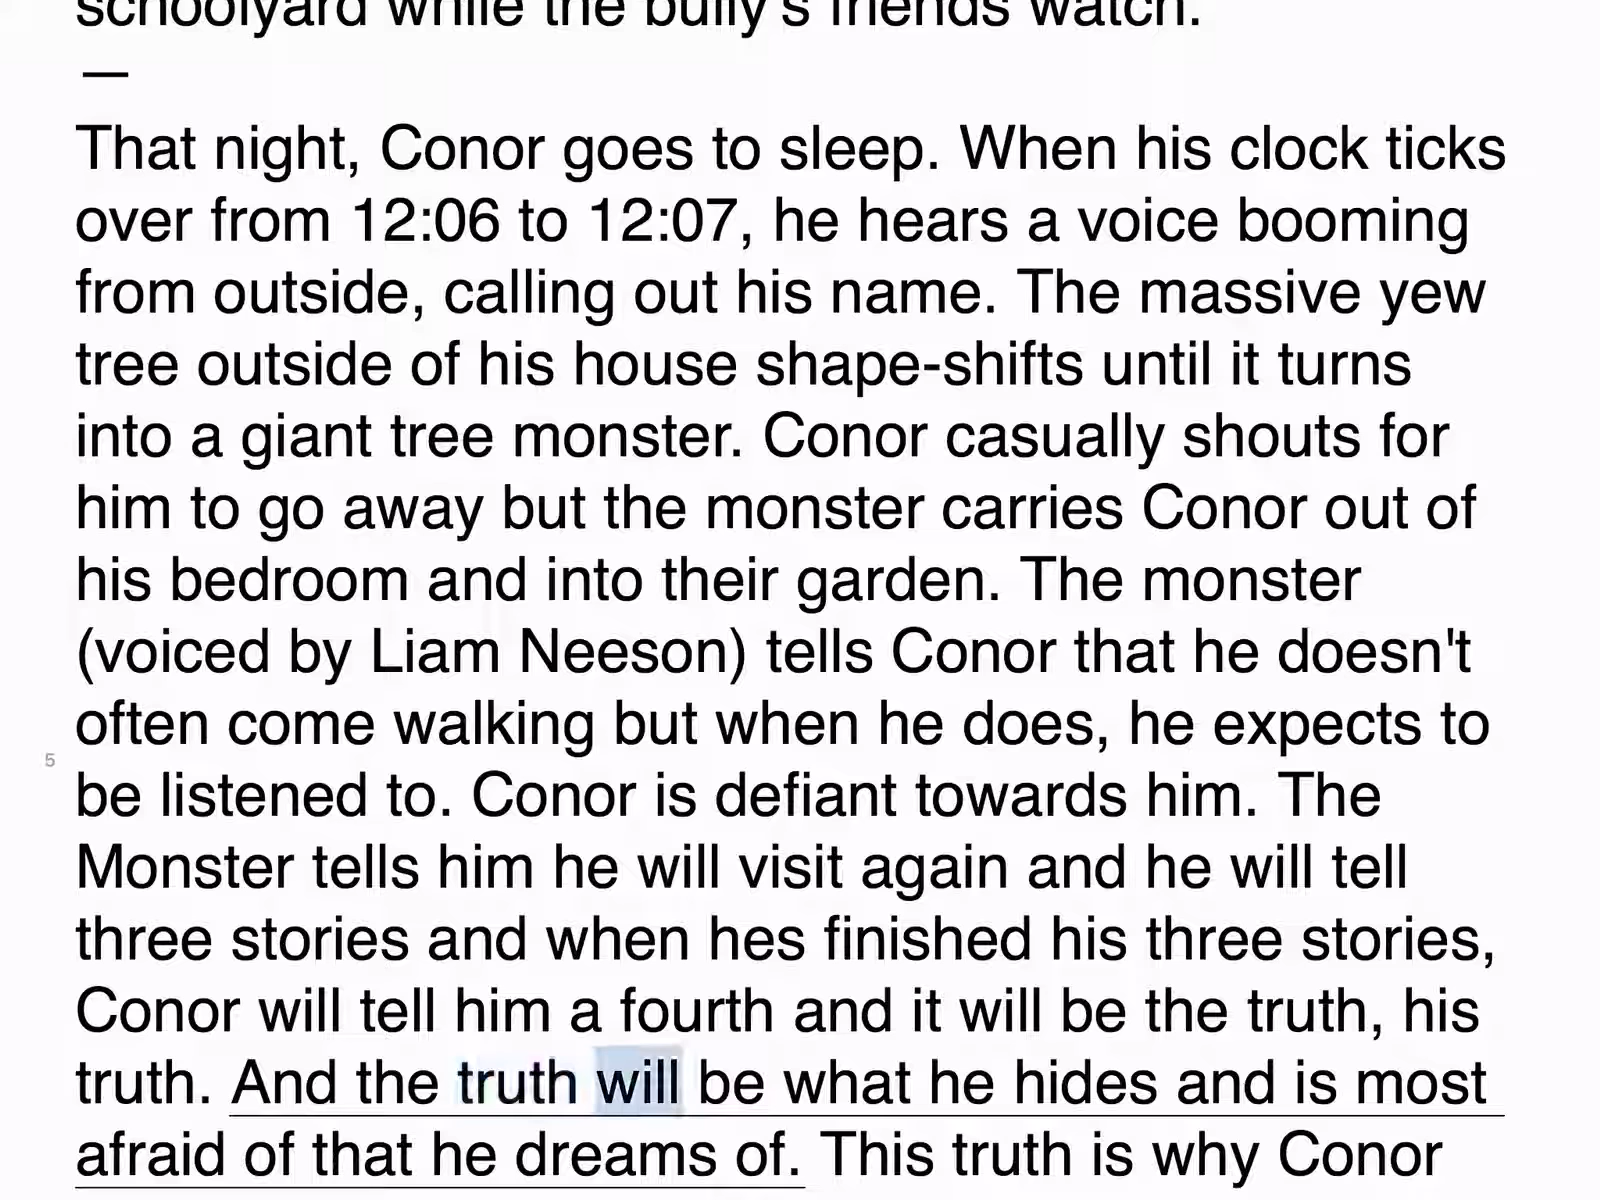 schoolyard while the bully's friends watch.
—
That night, Conor goes to sleep. When his clock ticks
over from 12:06 to 12:07, he hears a voice booming
from outside, calling out his name. The massive yew
tree outside of his house shape-shifts until it turns
into a giant tree monster. Conor casually shouts for
him to go away but the monster carries Conor out of
his bedroom and into their garden. The monster
(voiced by Liam Neeson) tells Conor that he doesn't
often come walking but when he does, he expects to
5
be listened to. Conor is defiant towards him. The
Monster tells him he will visit again and he will tell
three stories and when hes finished his three stories,
Conor will tell him a fourth and it will be the truth, his
truth. And the truth will be what he hides and is most
afraid of that he dreams of. This truth is why Conor